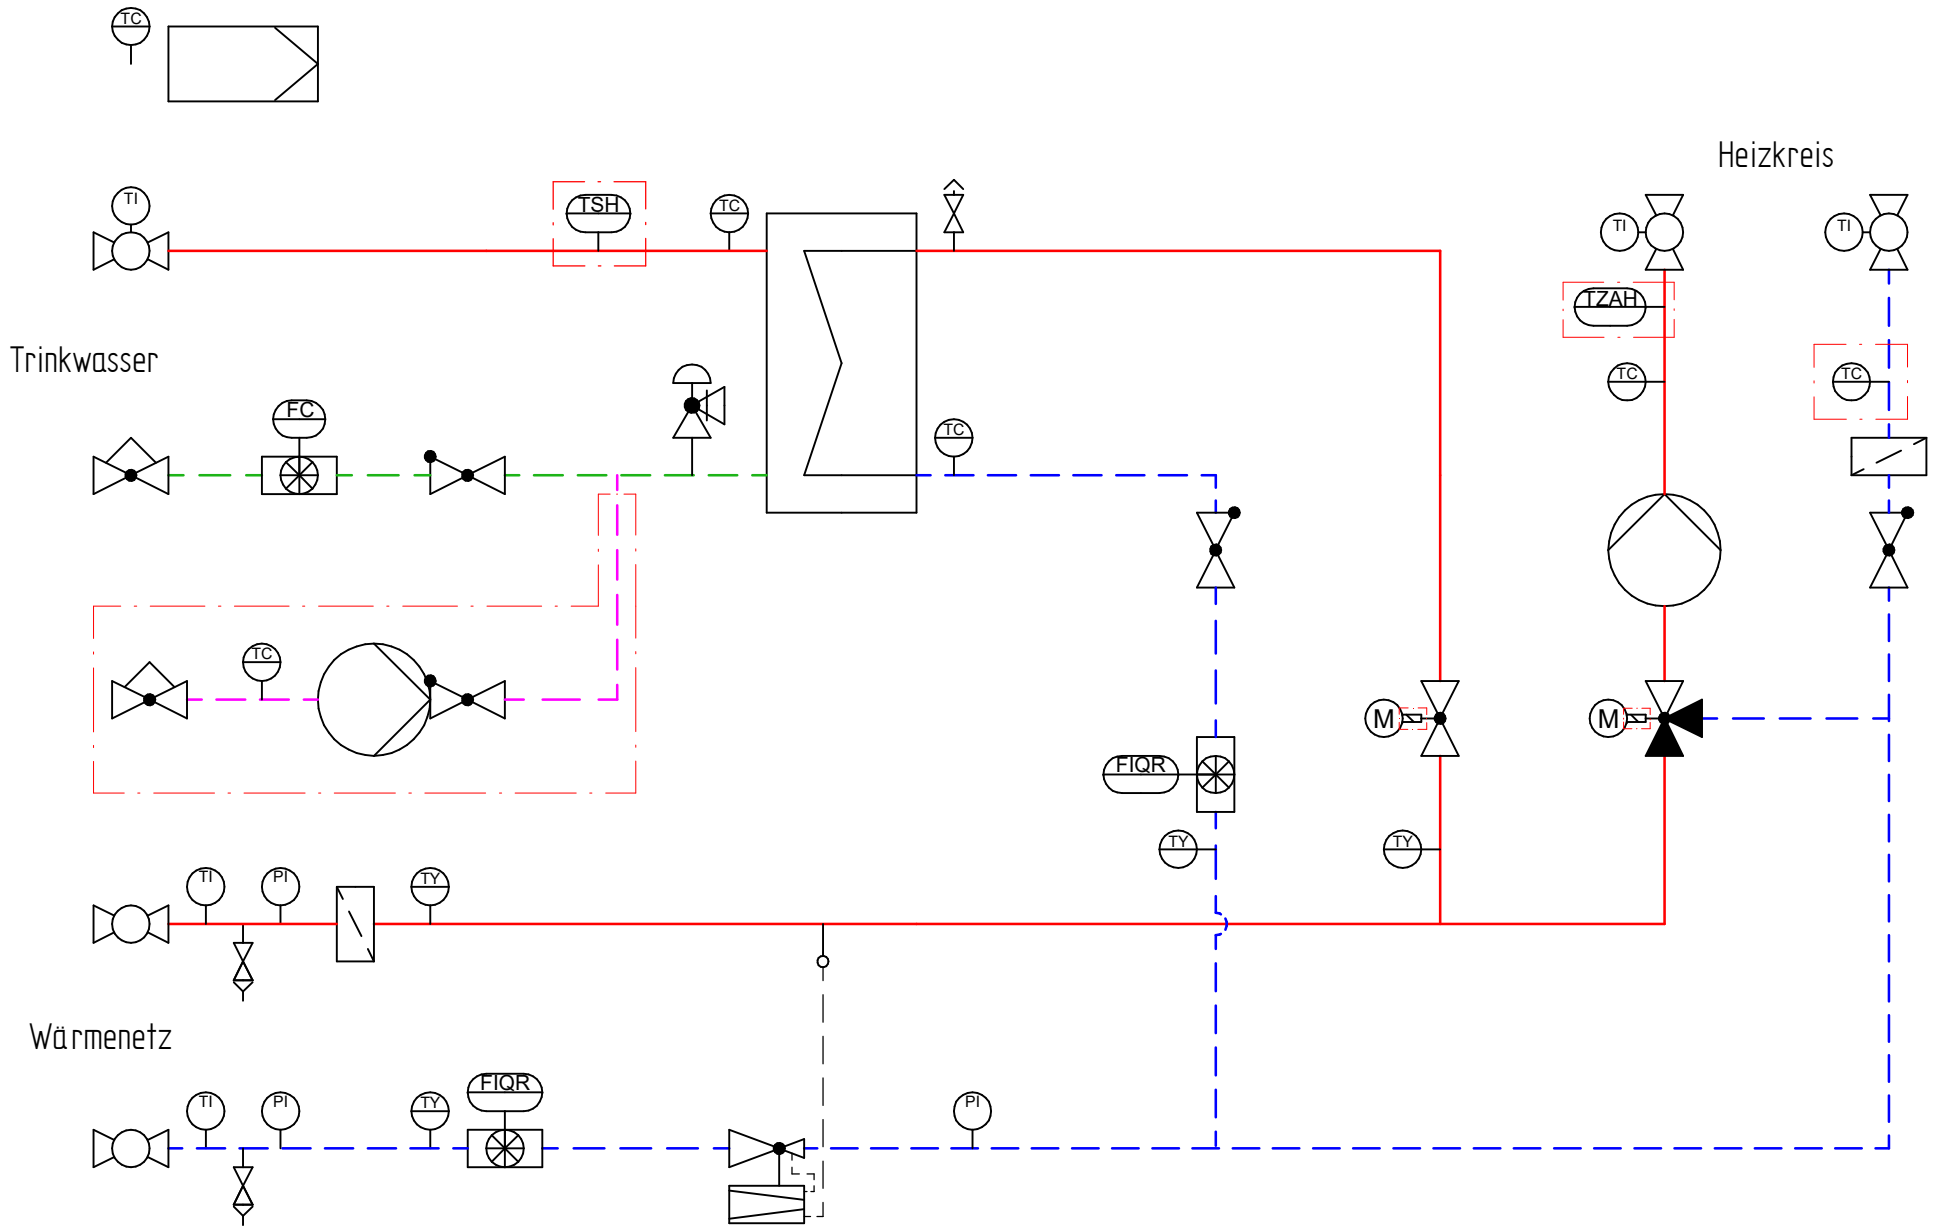 TC
Heizkreis
TI
TSH
TC
TI
TI
TZAH
Trinkwasser
TC
TC
FC
TC
TC
M
M
FIQR
TY
TY
TI
PI
TY
Wärmenetz
FIQR
TI
PI
TY
PI